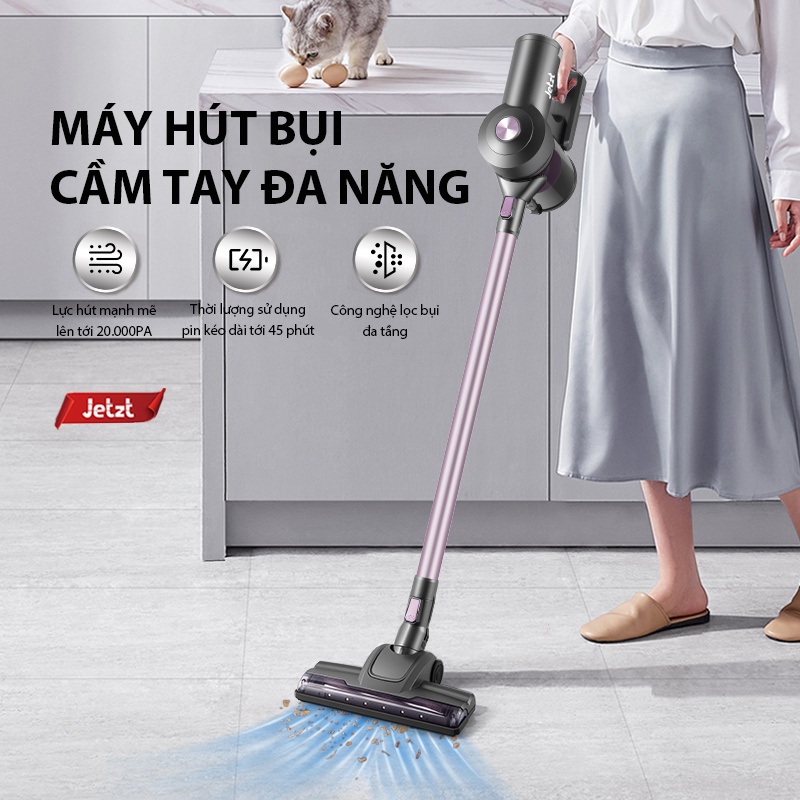 MÁY HÚT BỤI
CẦM TAY ĐA NĂNG
Lực hút mạnh mẽ
lên tới 20.000PA
Thời lượng sử dụng
pin kéo dài tới 45 phút
Công nghệ lọc bụi
đa tầng
Jetzt
Jetzt